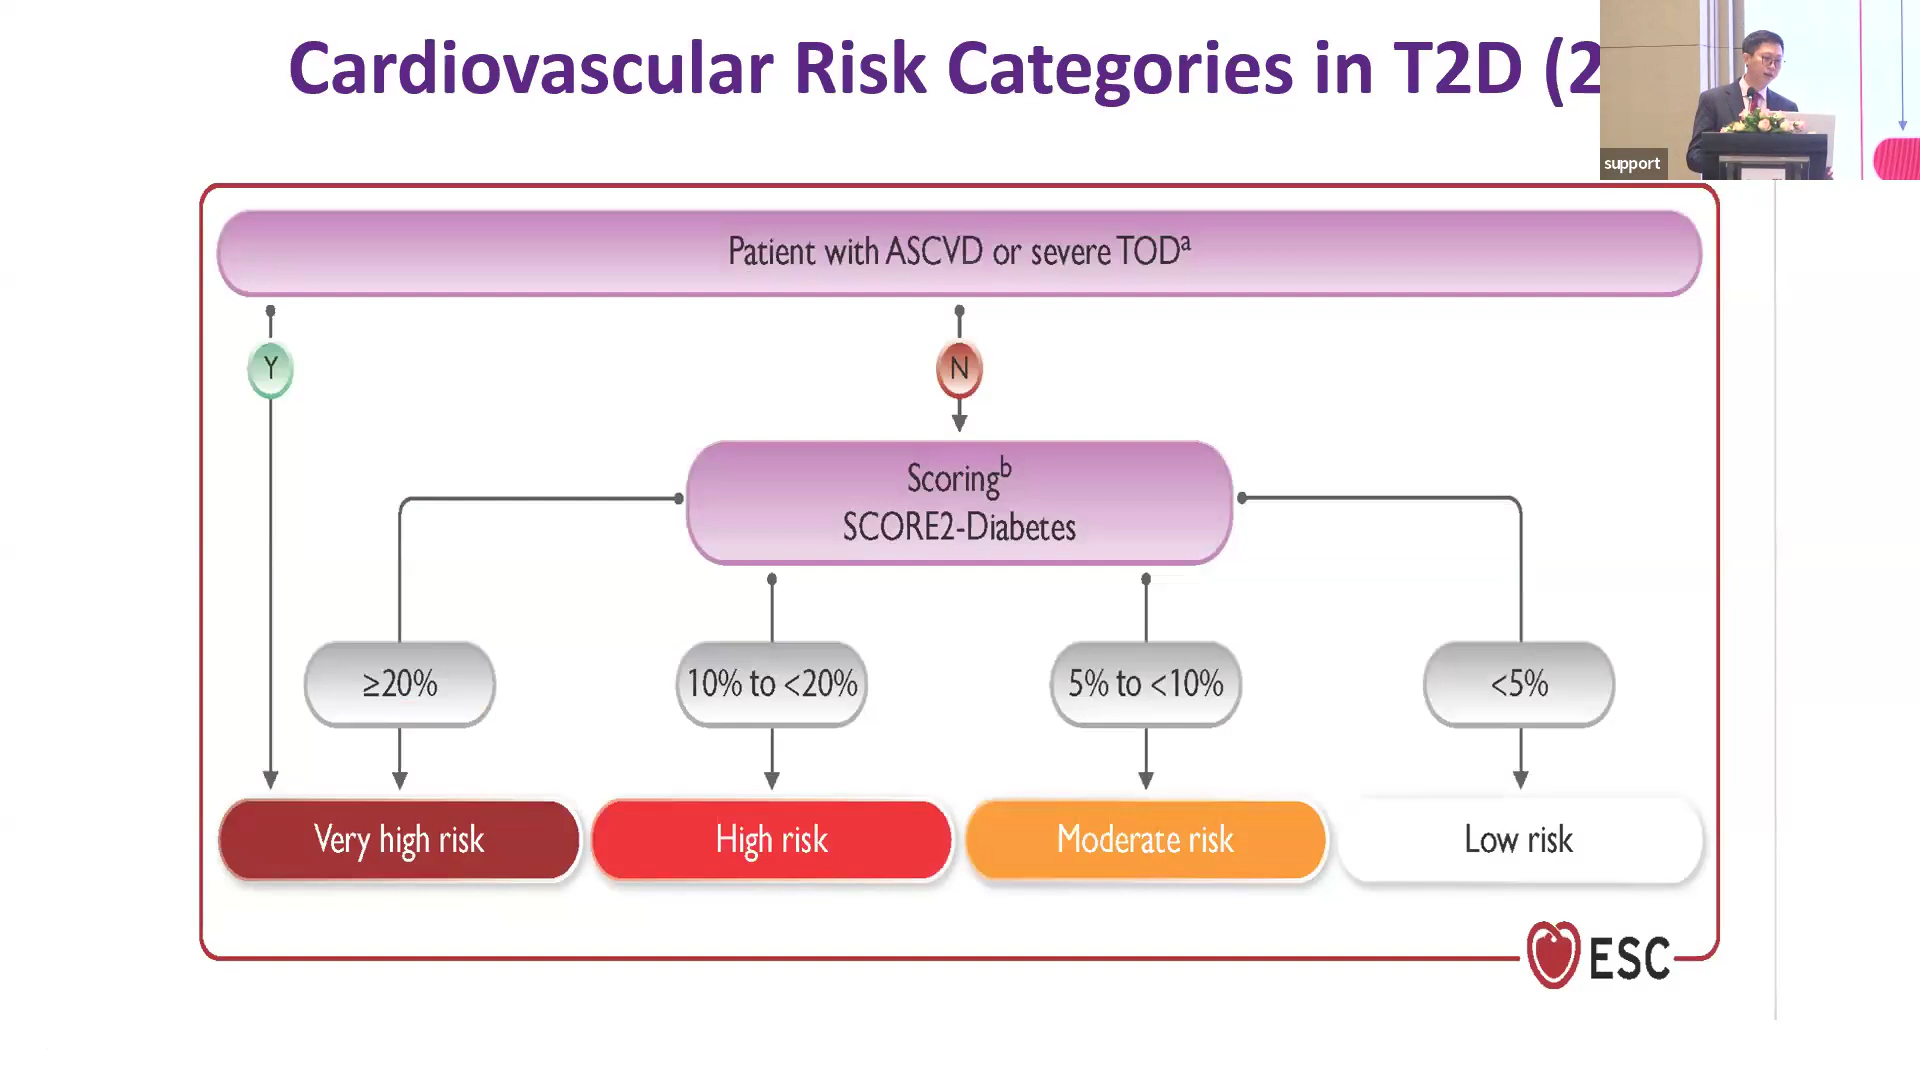 Cardiovascular Risk Categories in T2D (2
support
Patient with ASCVD or severe TODᵃ
Y
N
Scoringᵇ
SCORE2-Diabetes
≥20%
10% to <20%
5% to <10%
<5%
Very high risk
High risk
Moderate risk
Low risk
ESC